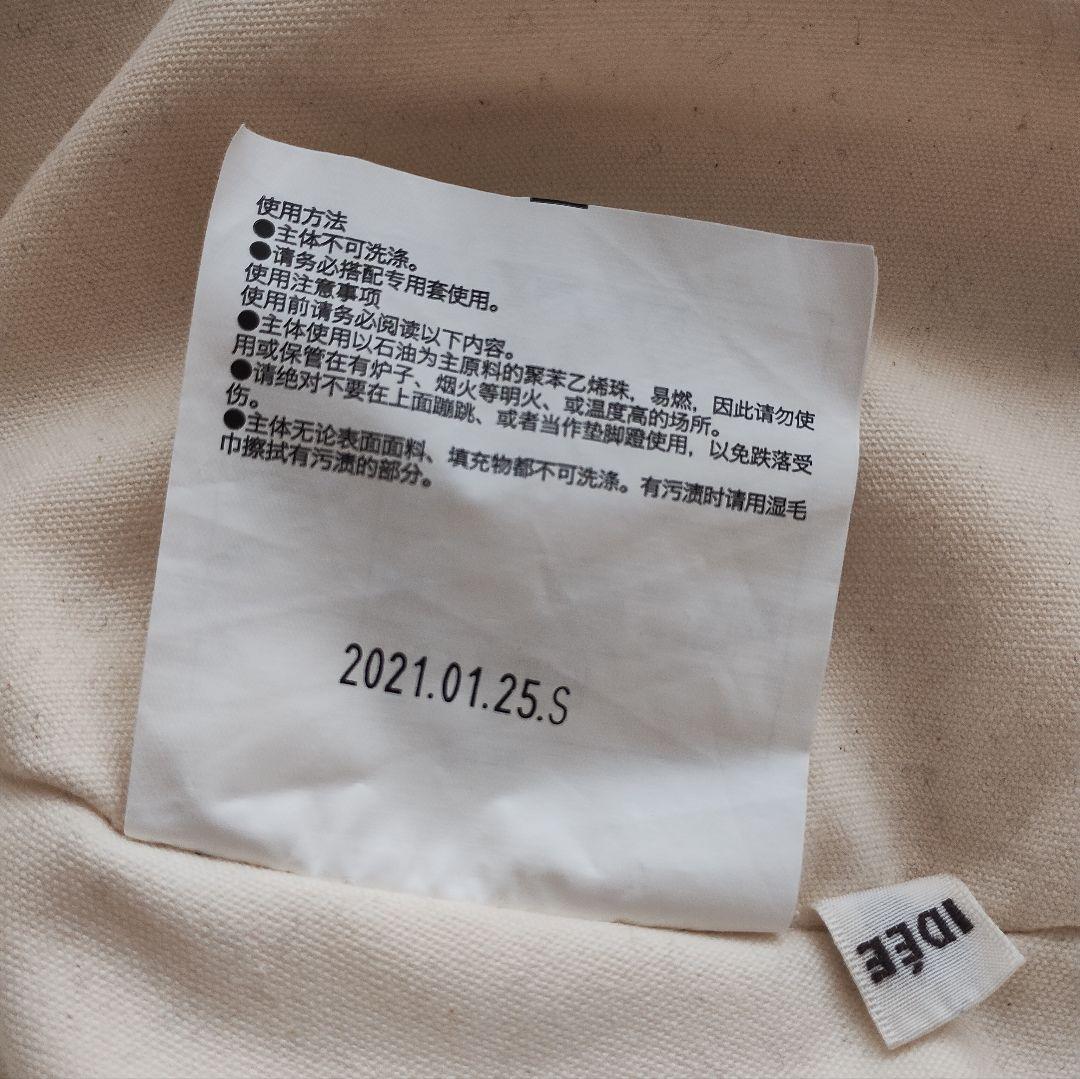 使用方法
●主体不可洗涤。
●请务必搭配专用套使用。
使用注意事项
使用前请务必阅读以下内容。
●主体使用以石油为主原料的聚苯乙烯珠，易燃，因此请勿使
用或保管在有炉子、烟火等明火、或温度高的场所。
●请绝对不要在上面蹦跳、或者当作垫脚蹬使用，以免跌落受
伤。
●主体无论表面面料、填充物都不可洗涤。有污渍时请用湿毛
巾擦拭有污渍的部分。
2021.01.25.S
IDÉE